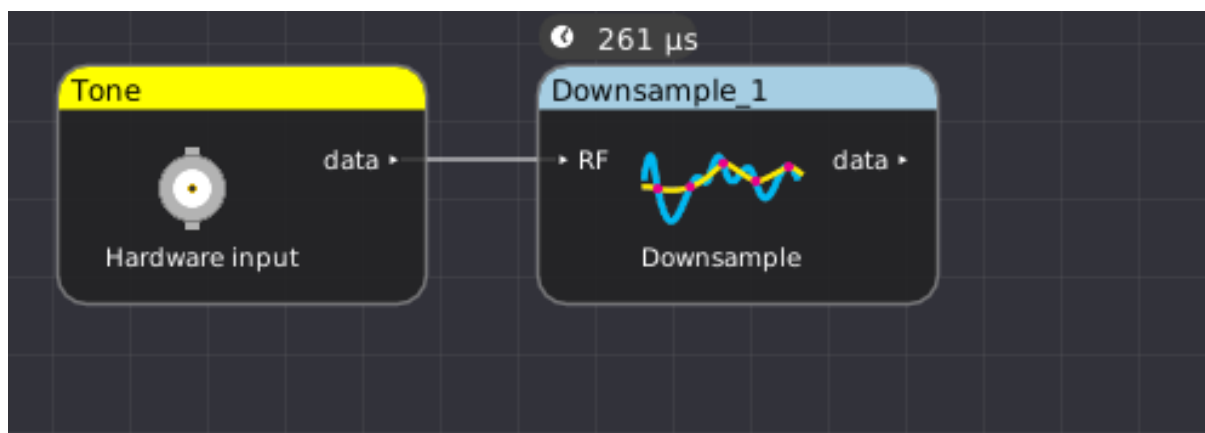 261 μs
Tone
Downsample_1
data
RF
data
Hardware input
Downsample